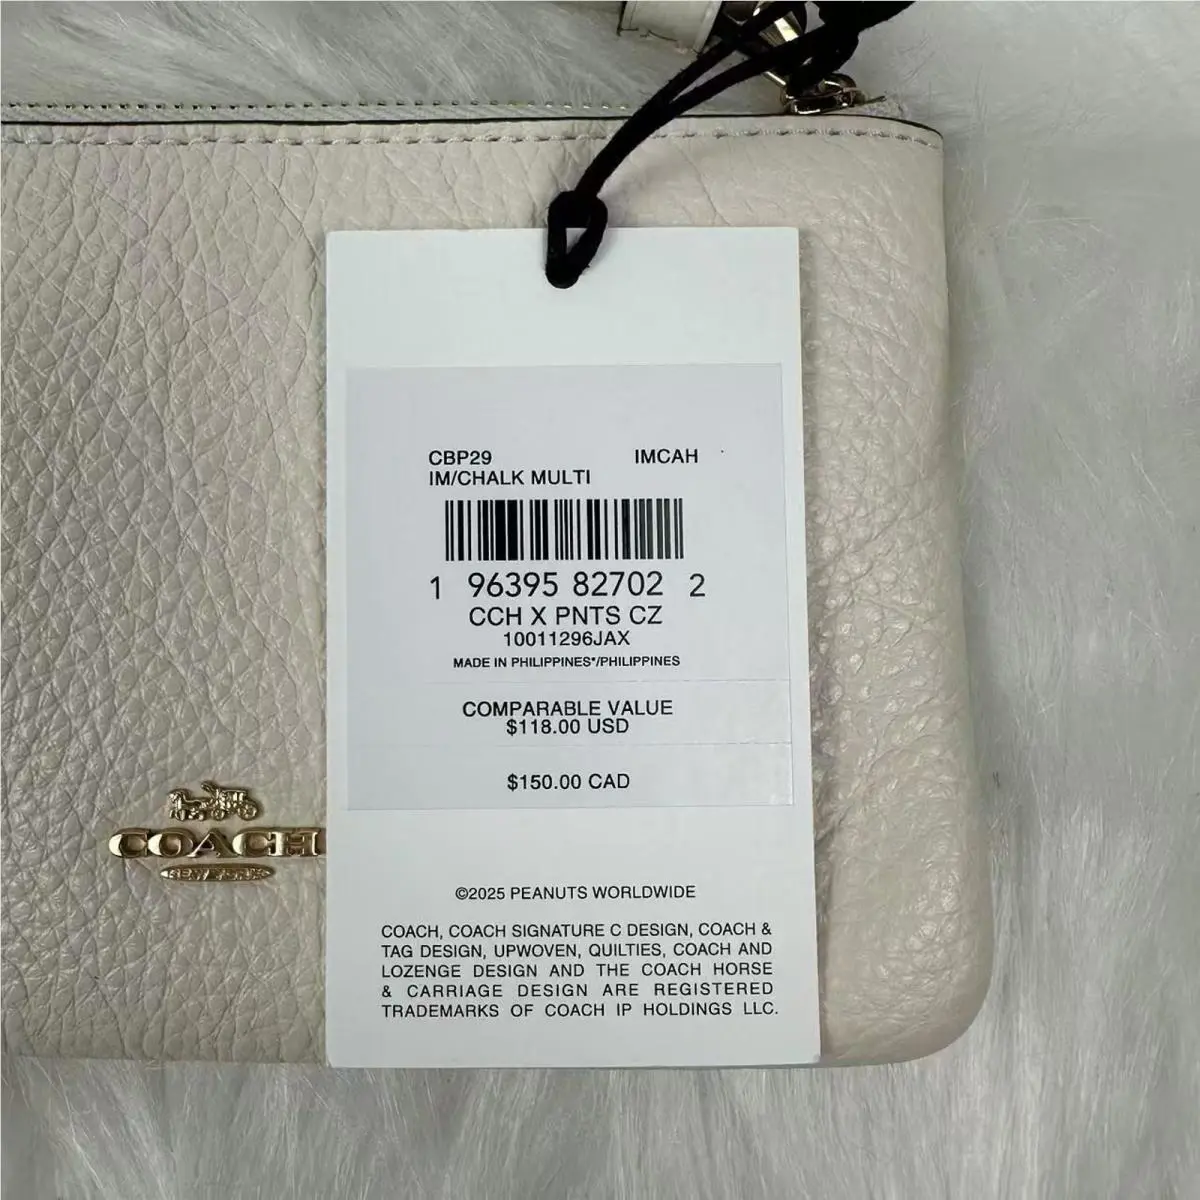 CBP29 IMCAH
IM/CHALK MULTI
1 96395 82702 2
CCH X PNTS CZ
10011296JAX
MADE IN PHILIPPINES*/PHILIPPINES
COMPARABLE VALUE
$118.00 USD
$150.00 CAD
COACH
NEW YORK
©2025 PEANUTS WORLDWIDE
COACH, COACH SIGNATURE C DESIGN, COACH &
TAG DESIGN, UPWOVEN, QUILTIES, COACH AND
LOZENGE DESIGN AND THE COACH HORSE
& CARRIAGE DESIGN ARE REGISTERED
TRADEMARKS OF COACH IP HOLDINGS LLC.